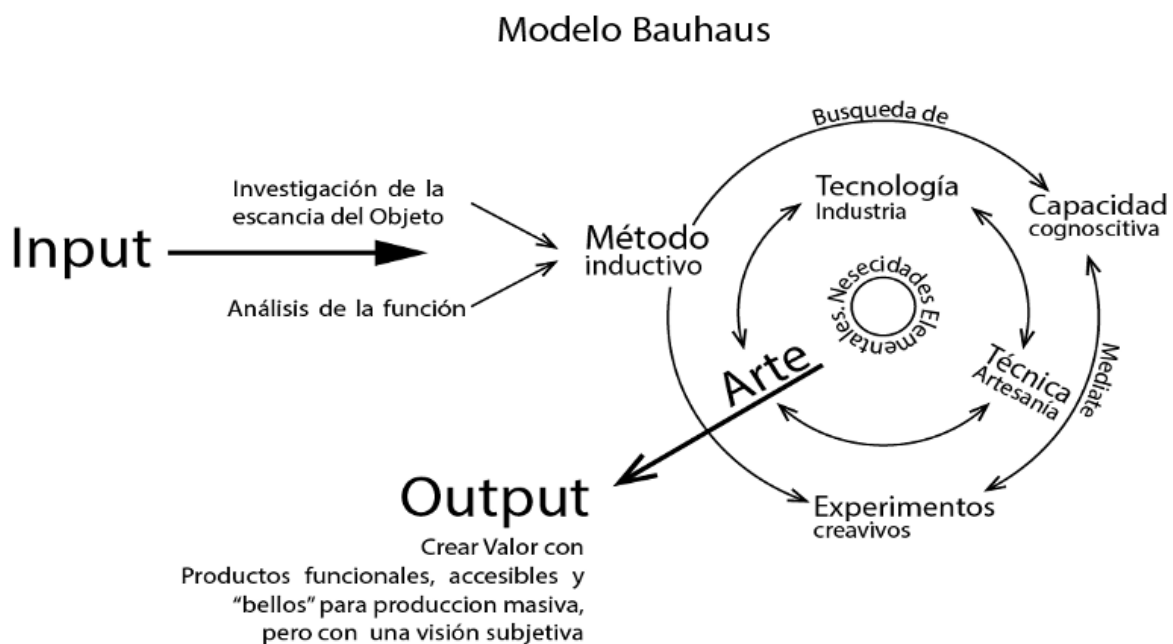 Modelo Bauhaus
Busqueda de
Investigación de la
escancia del Objeto
Input
Análisis de la función
Método
inductivo
Tecnología
Industria
Capacidad
cognoscitiva
Nesecidades Elementales.
Arte
Técnica
Artesanía
Mediate
Experimentos
creavivos
Output
Crear Valor con
Productos funcionales, accesibles y
“bellos” para produccion masiva,
pero con una visión subjetiva